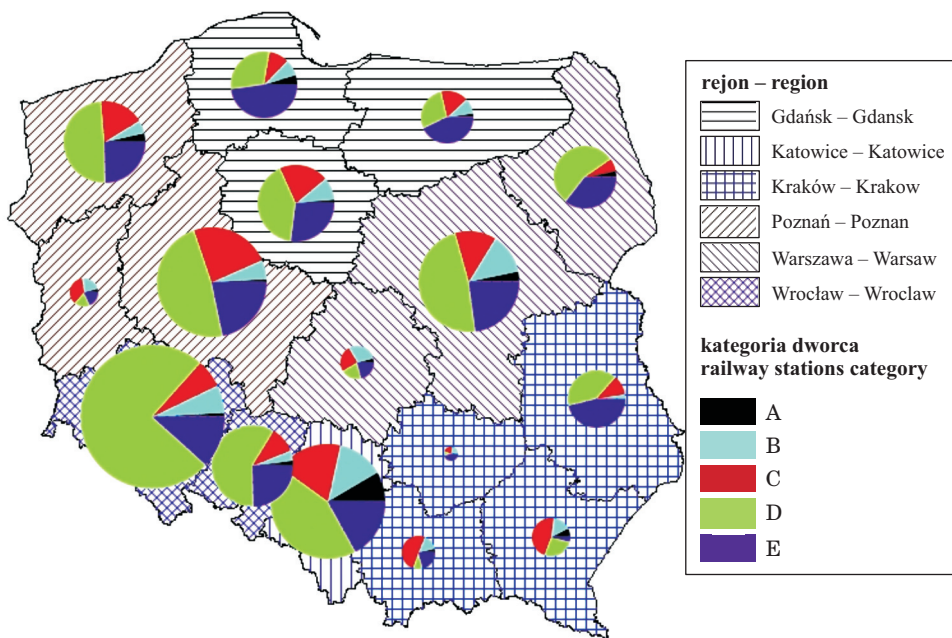 rejon – region
Gdańsk – Gdansk
Katowice – Katowice
Kraków – Krakow
Poznań – Poznan
Warszawa – Warsaw
Wrocław – Wroclaw
kategoria dworca
railway stations category
A
B
C
D
E